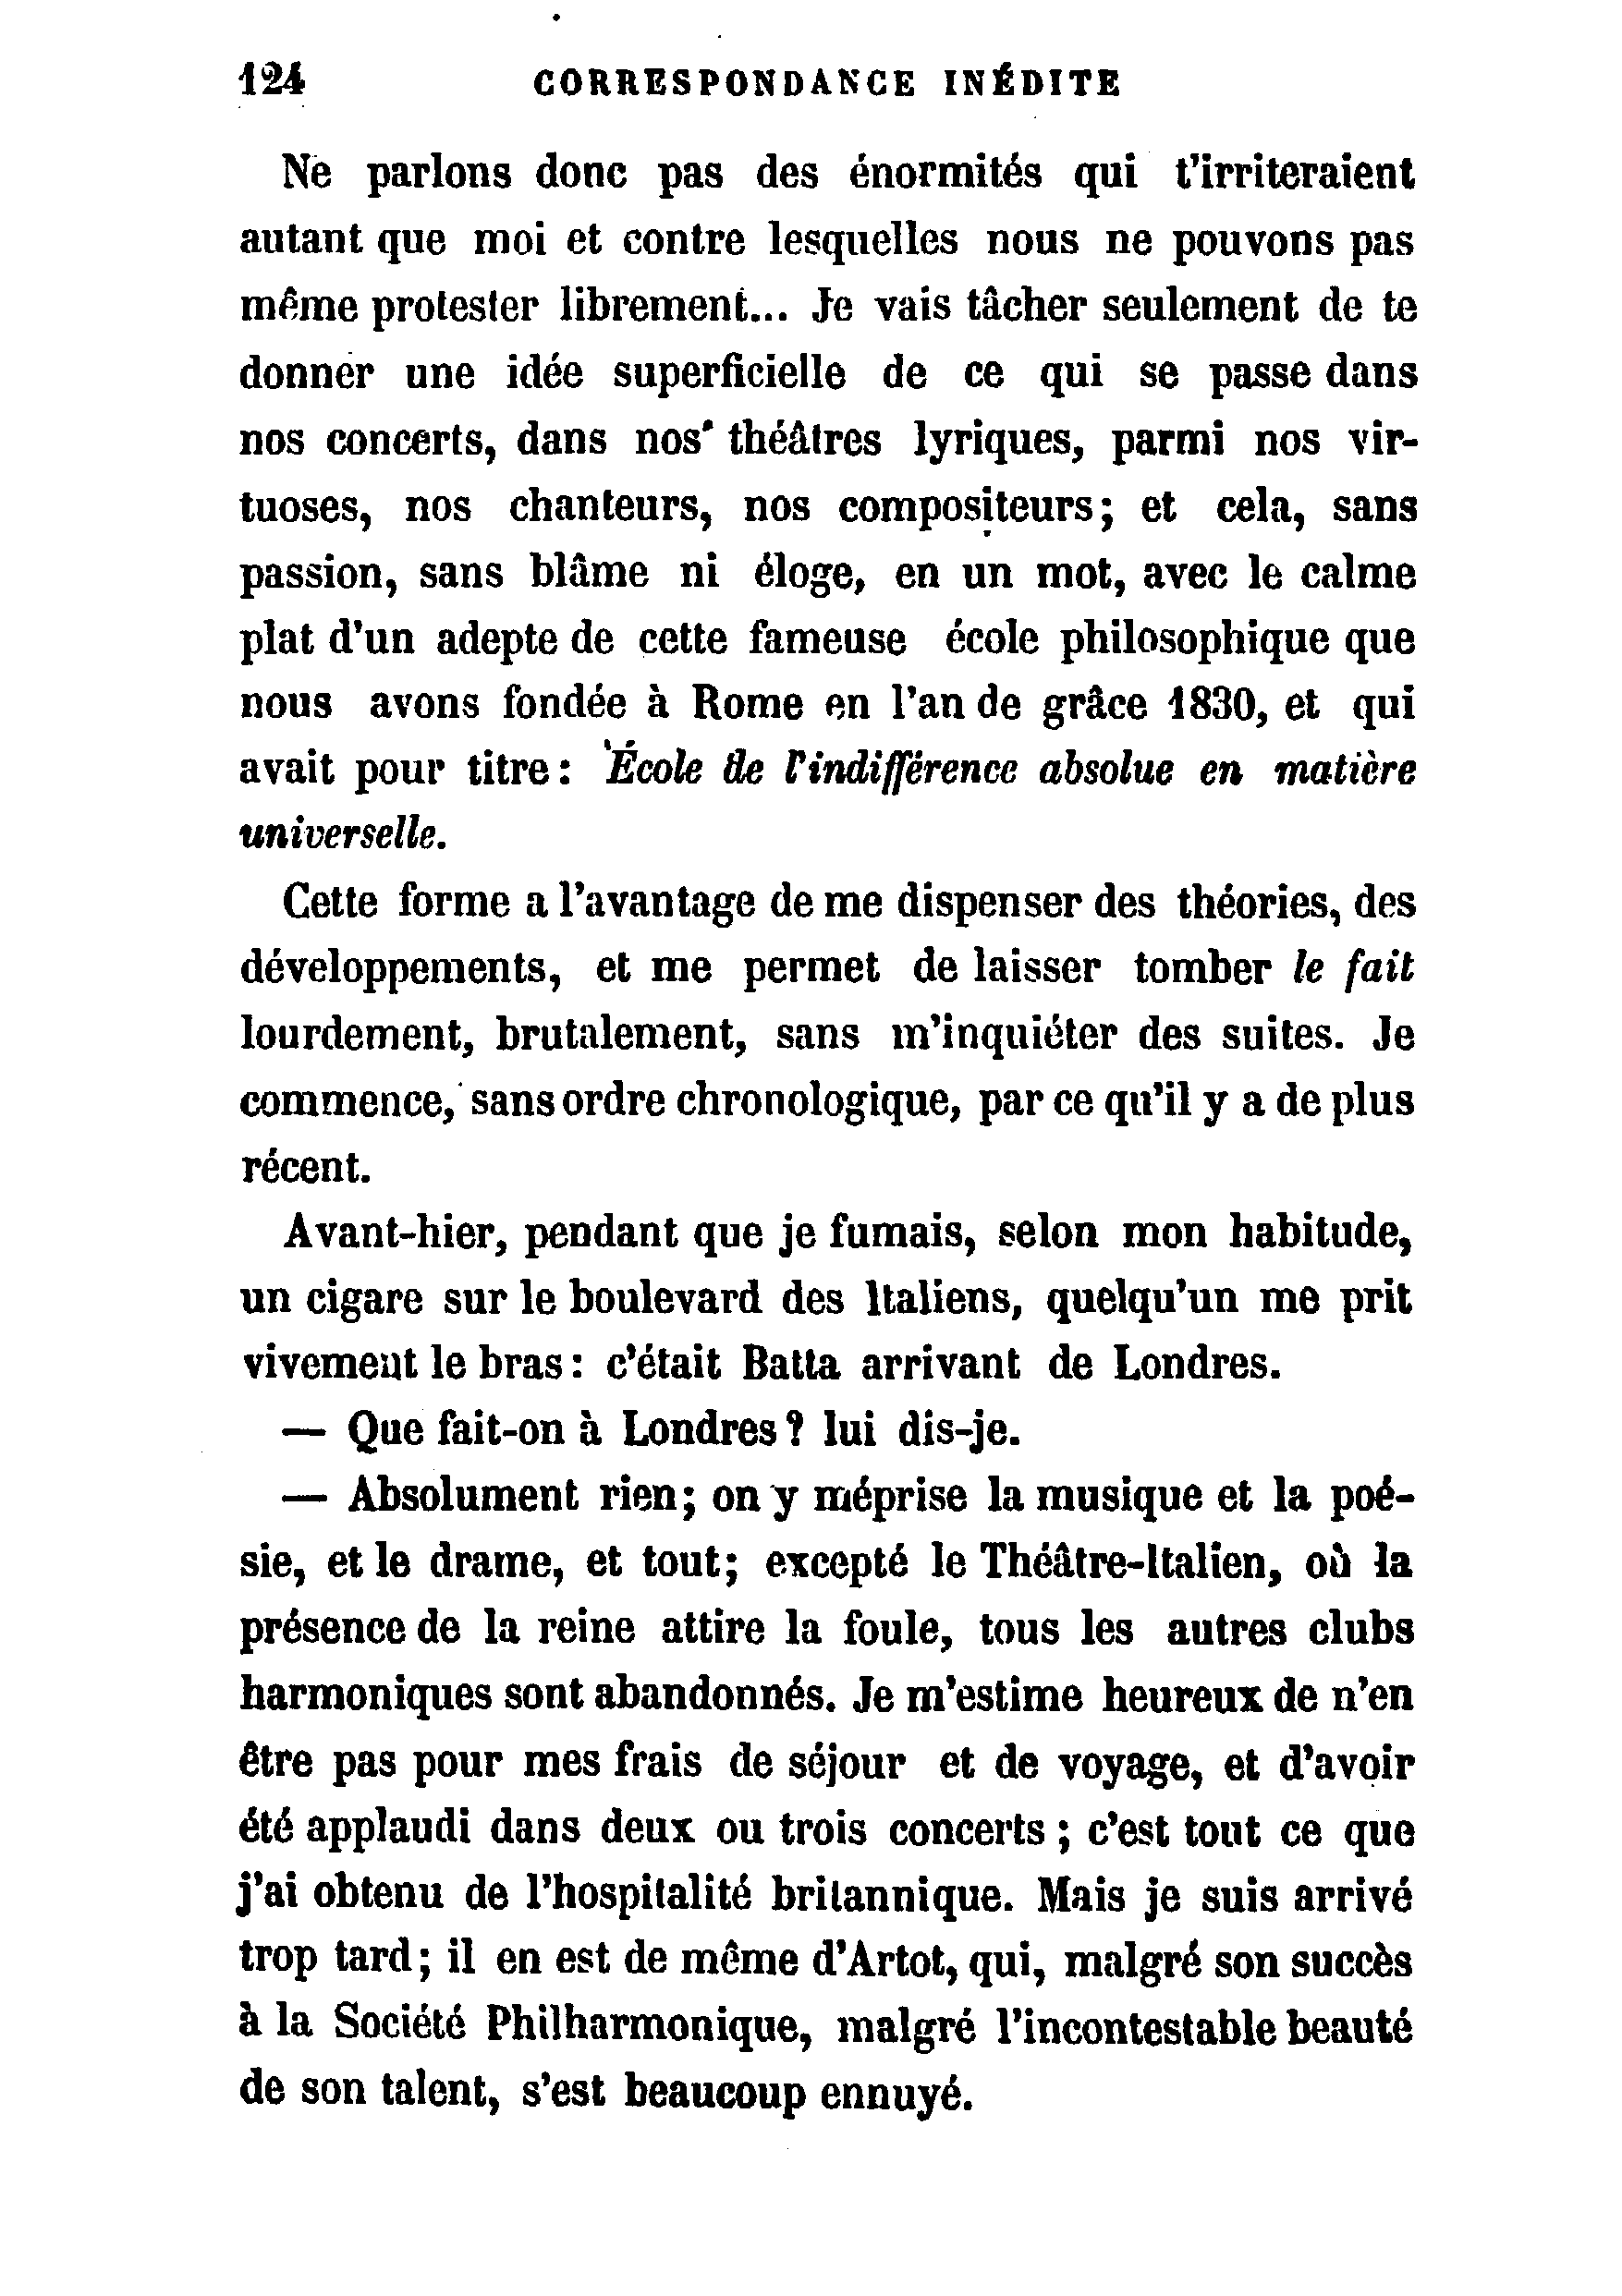 124 CORRESPONDANCE INÉDITE
Ne parlons donc pas des énormités qui t'irriteraient
autant que moi et contre lesquelles nous ne pouvons pas
même protester librement... Je vais tâcher seulement de te
donner une idée superficielle de ce qui se passe dans
nos concerts, dans nos théâtres lyriques, parmi nos vir-
tuoses, nos chanteurs, nos compositeurs; et cela, sans
passion, sans blâme ni éloge, en un mot, avec le calme
plat d'un adepte de cette fameuse école philosophique que
nous avons fondée à Rome en l'an de grâce 1830, et qui
avait pour titre : École de l'indifférence absolue en matière
universelle.
Cette forme a l'avantage de me dispenser des théories, des
développements, et me permet de laisser tomber le fait
lourdement, brutalement, sans m'inquiéter des suites. Je
commence, sans ordre chronologique, par ce qu'il y a de plus
récent.
Avant-hier, pendant que je fumais, selon mon habitude,
un cigare sur le boulevard des Italiens, quelqu'un me prit
vivement le bras : c'était Batta arrivant de Londres.
— Que fait-on à Londres ? lui dis-je.
— Absolument rien; on y méprise la musique et la poé-
sie, et le drame, et tout; excepté le Théâtre-Italien, où la
présence de la reine attire la foule, tous les autres clubs
harmoniques sont abandonnés. Je m'estime heureux de n'en
être pas pour mes frais de séjour et de voyage, et d'avoir
été applaudi dans deux ou trois concerts ; c'est tout ce que
j'ai obtenu de l'hospitalité britannique. Mais je suis arrivé
trop tard; il en est de même d'Artot, qui, malgré son succès
à la Société Philharmonique, malgré l'incontestable beauté
de son talent, s'est beaucoup ennuyé.